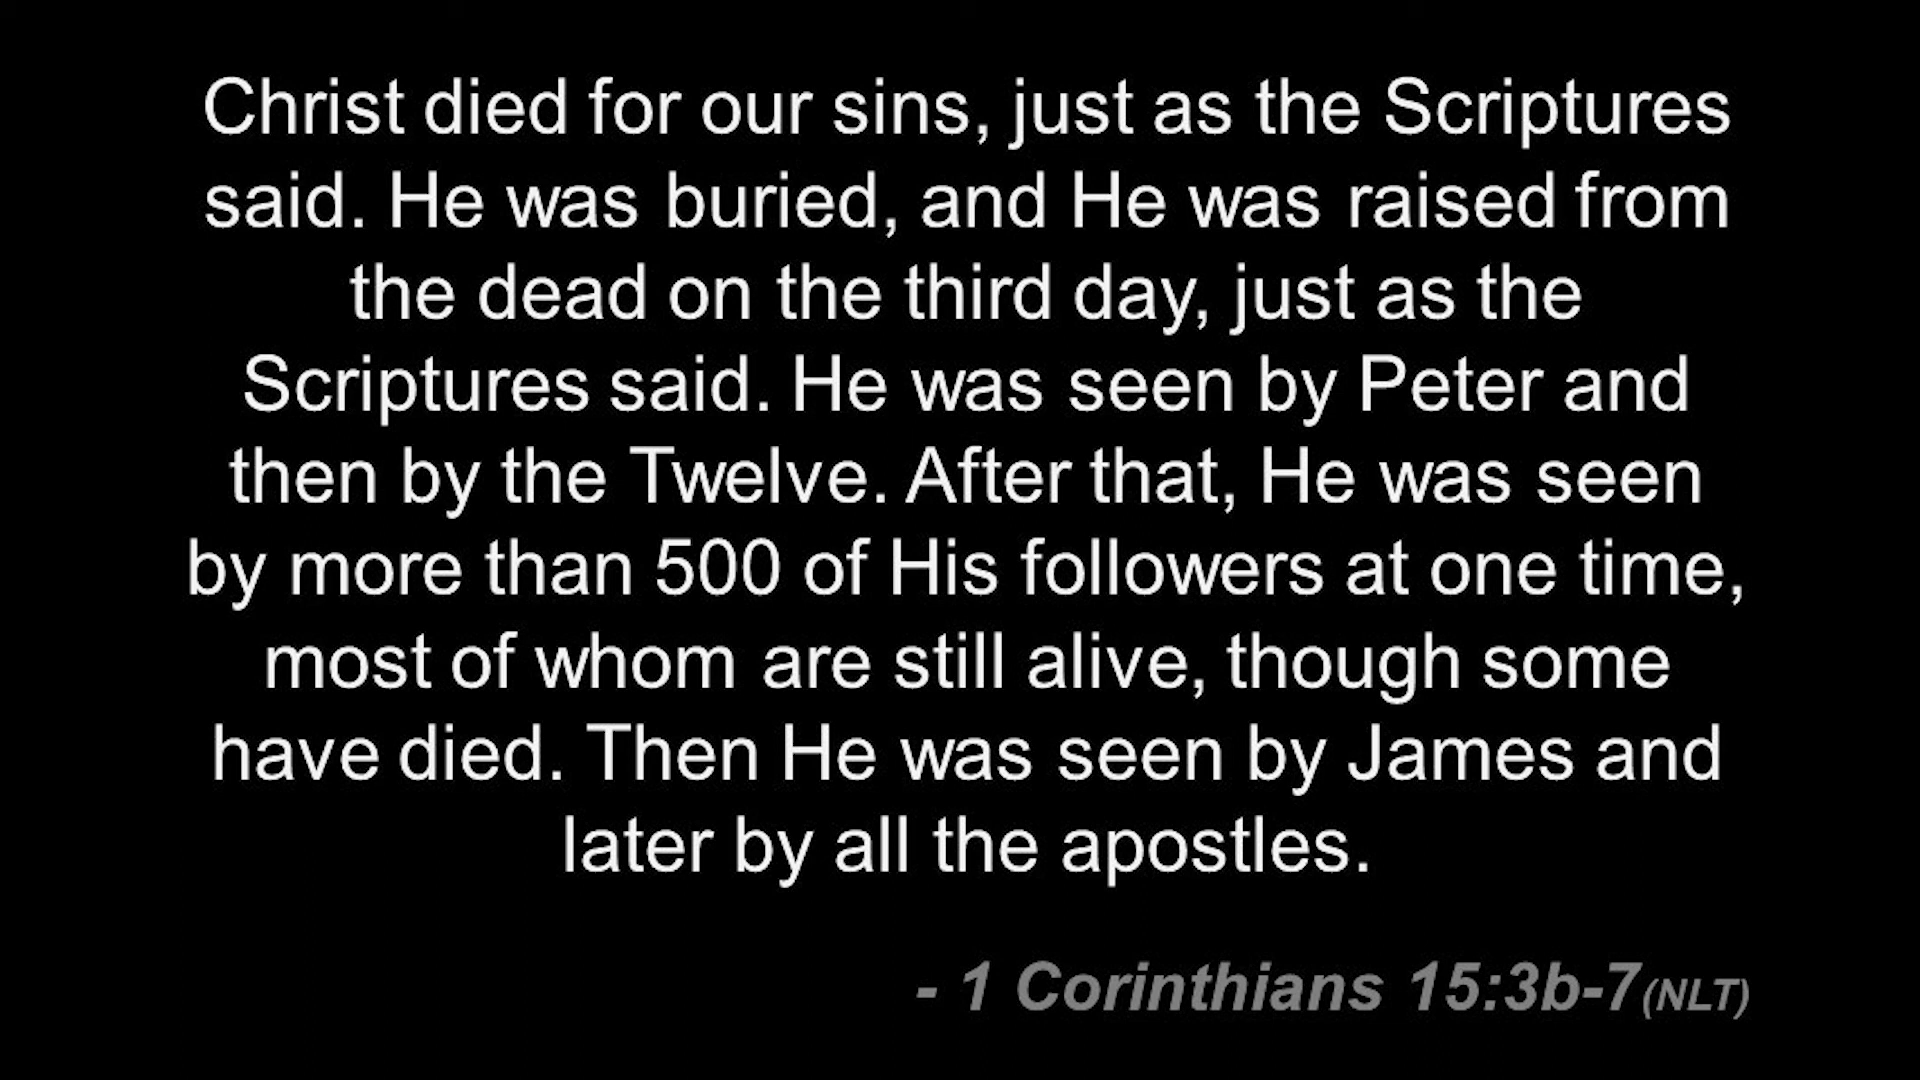 Christ died for our sins, just as the Scriptures
said. He was buried, and He was raised from
the dead on the third day, just as the
Scriptures said. He was seen by Peter and
then by the Twelve. After that, He was seen
by more than 500 of His followers at one time,
most of whom are still alive, though some
have died. Then He was seen by James and
later by all the apostles.
- 1 Corinthians 15:3b-7(NLT)